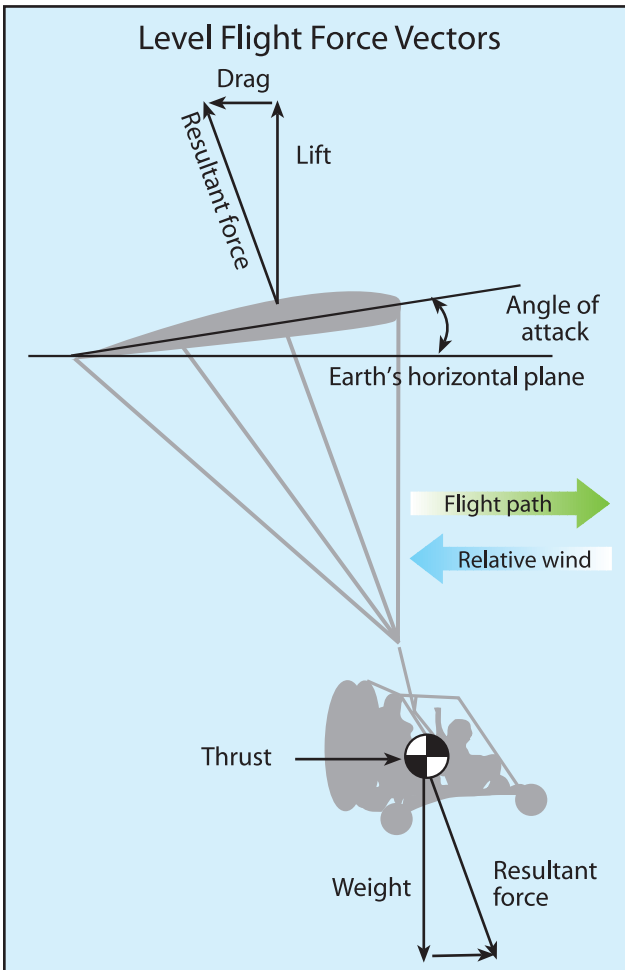 Level Flight Force Vectors
Drag
Resultant force
Lift
Angle of
attack
Earth’s horizontal plane
Flight path
Relative wind
Thrust
Weight
Resultant
force